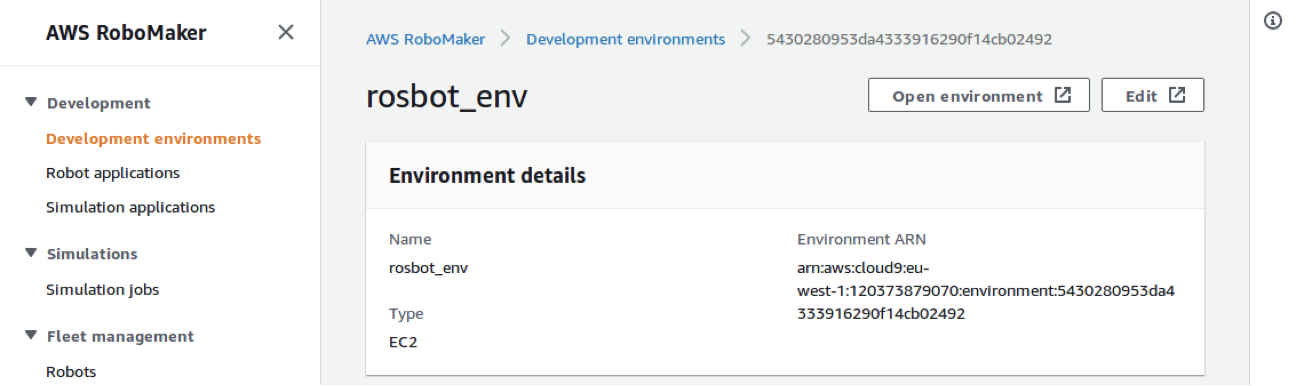 AWS RoboMaker
Development
Development environments
Robot applications
Simulation applications
Simulations
Simulation jobs
Fleet management
Robots
AWS RoboMaker
Development environments
5430280953da4333916290f14cb02492
rosbot_env
Open environment
Edit
Environment details
Name
rosbot_env
Type
EC2
Environment ARN
arn:aws:cloud9:eu-
west-1:120373879070:environment:5430280953da4
333916290f14cb02492